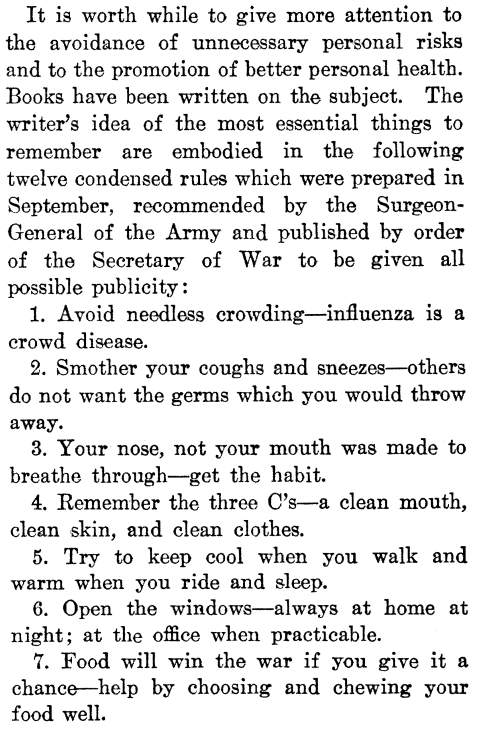 It is worth while to give more attention to
the avoidance of unnecessary personal risks
and to the promotion of better personal health.
Books have been written on the subject. The
writer's idea of the most essential things to
remember are embodied in the following
twelve condensed rules which were prepared in
September, recommended by the Surgeon-
General of the Army and published by order
of the Secretary of War to be given all
possible publicity:
1. Avoid needless crowding—influenza is a
crowd disease.
2. Smother your coughs and sneezes—others
do not want the germs which you would throw
away.
3. Your nose, not your mouth was made to
breathe through—get the habit.
4. Remember the three C's—a clean mouth,
clean skin, and clean clothes.
5. Try to keep cool when you walk and
warm when you ride and sleep.
6. Open the windows—always at home at
night; at the office when practicable.
7. Food will win the war if you give it a
chance—help by choosing and chewing your
food well.